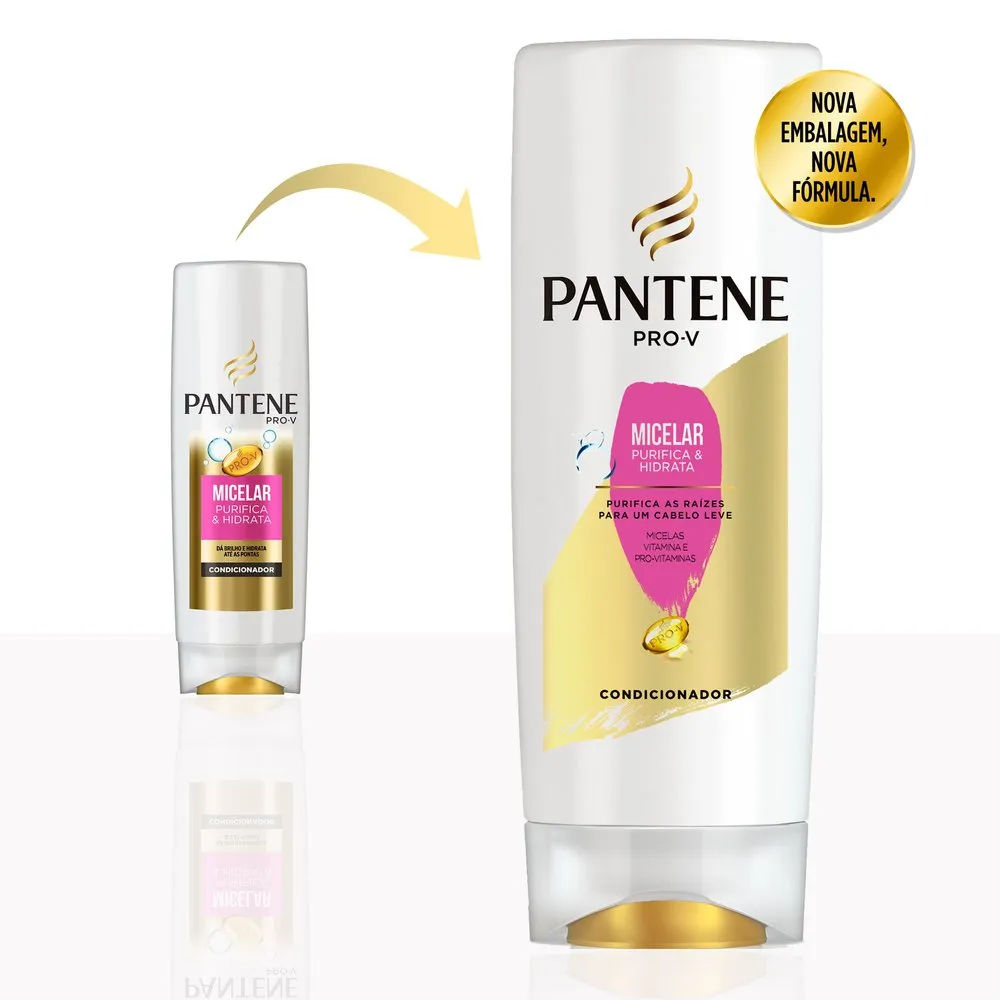 NOVA
EMBALAGEM,
NOVA
FÓRMULA.
PANTENE
PRO-V
MICELAR
PURIFICA &
HIDRATA
PURIFICA AS RAÍZES
PARA UM CABELO LEVE
MICELAS
VITAMINA E
PRO-VITAMINAS
PRO-V
CONDICIONADOR
PANTENE
PRO-V
PRO-V
MICELAR
PURIFICA
& HIDRATA
DÁ BRILHO E HIDRATA
ATÉ AS PONTAS
CONDICIONADOR